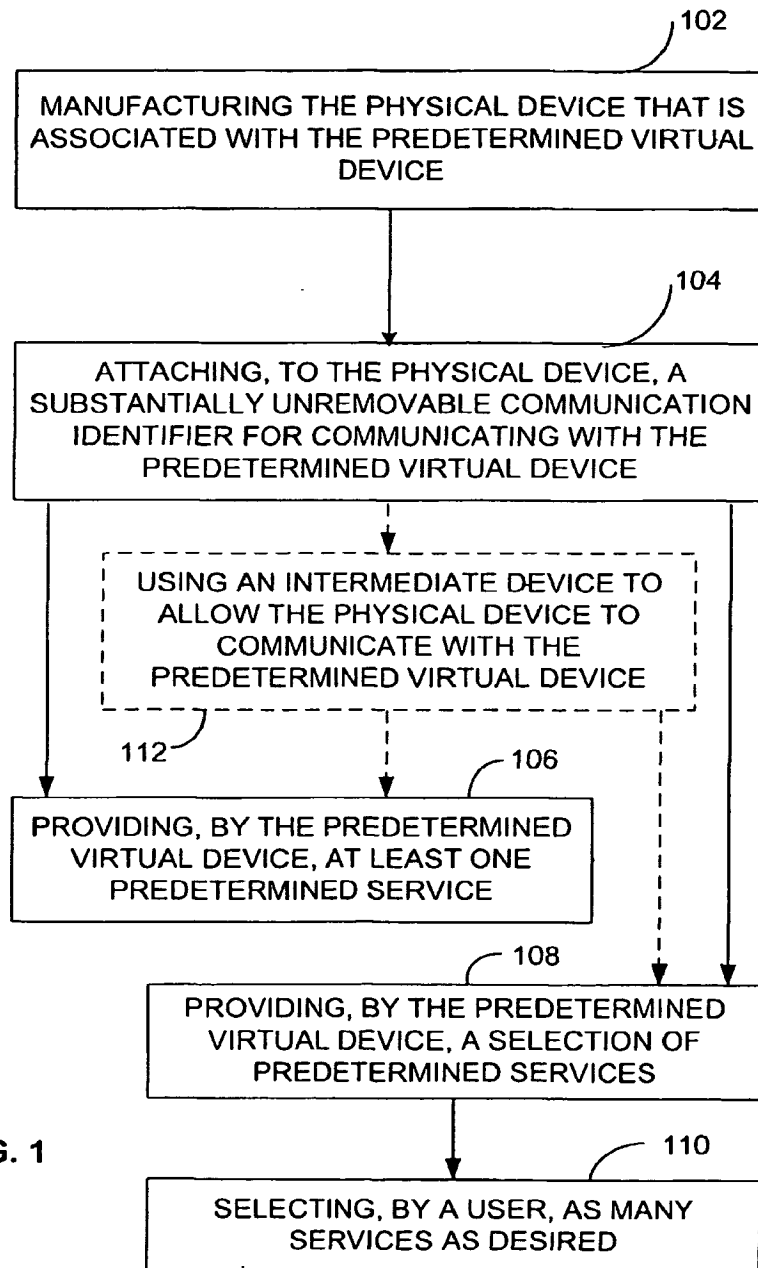 102
MANUFACTURING THE PHYSICAL DEVICE THAT IS
ASSOCIATED WITH THE PREDETERMINED VIRTUAL
DEVICE
104
ATTACHING, TO THE PHYSICAL DEVICE, A
SUBSTANTIALLY UNREMOVABLE COMMUNICATION
IDENTIFIER FOR COMMUNICATING WITH THE
PREDETERMINED VIRTUAL DEVICE
USING AN INTERMEDIATE DEVICE TO
ALLOW THE PHYSICAL DEVICE TO
COMMUNICATE WITH THE
PREDETERMINED VIRTUAL DEVICE
112
106
PROVIDING, BY THE PREDETERMINED
VIRTUAL DEVICE, AT LEAST ONE
PREDETERMINED SERVICE
108
PROVIDING, BY THE PREDETERMINED
VIRTUAL DEVICE, A SELECTION OF
PREDETERMINED SERVICES
G. 1
110
SELECTING, BY A USER, AS MANY
SERVICES AS DESIRED